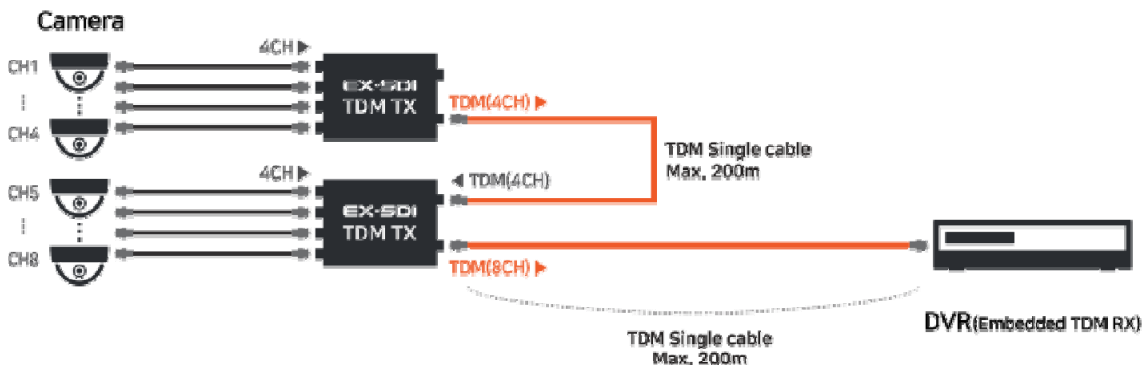 Camera
CH1
CH4
CH5
CH8
4CH ▶
EX-SDI
TDM TX
TDM(4CH) ▶
TDM Single cable
Max. 200m
4CH ▶
◀ TDM(4CH)
EX-SDI
TDM TX
TDM(8CH) ▶
TDM Single cable
Max. 200m
DVR(Embedded TDM RX)